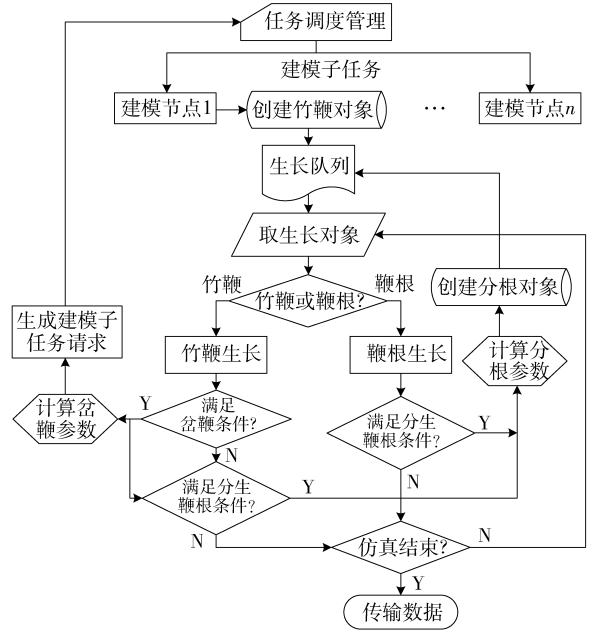 任务调度管理
建模子任务
建模节点1
创建竹鞭对象
…
建模节点n
生长队列
取生长对象
竹鞭
竹鞭或鞭根?
鞭根
创建分根对象
生成建模子
任务请求
竹鞭生长
鞭根生长
计算分
根参数
计算岔
鞭参数
Y
满足
岔鞭条件?
满足分生
鞭根条件?
Y
N
满足分生
鞭根条件?
Y
N
N
仿真结束?
N
Y
传输数据